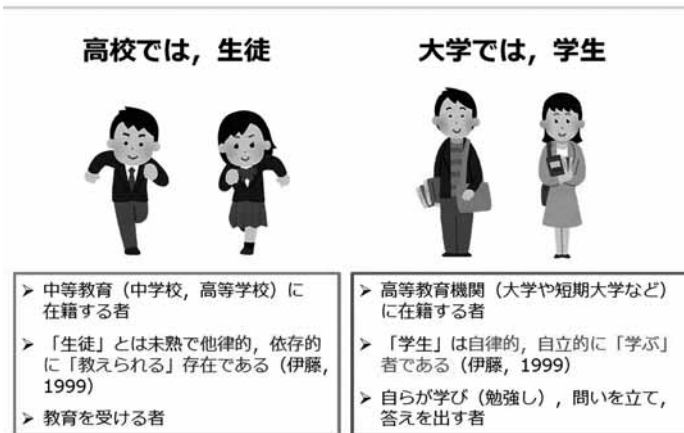 高校では，生徒
大学では，学生
➤ 中等教育（中学校，高等学校）に
在籍する者
➤ 「生徒」とは未熟で他律的，依存的
に「教えられる」存在である（伊藤，
1999）
➤ 教育を受ける者
➤ 高等教育機関（大学や短期大学など）
に在籍する者
➤ 「学生」は自律的，自立的に「学ぶ」
者である（伊藤，1999）
➤ 自らが学び（勉強し），問いを立て，
答えを出す者